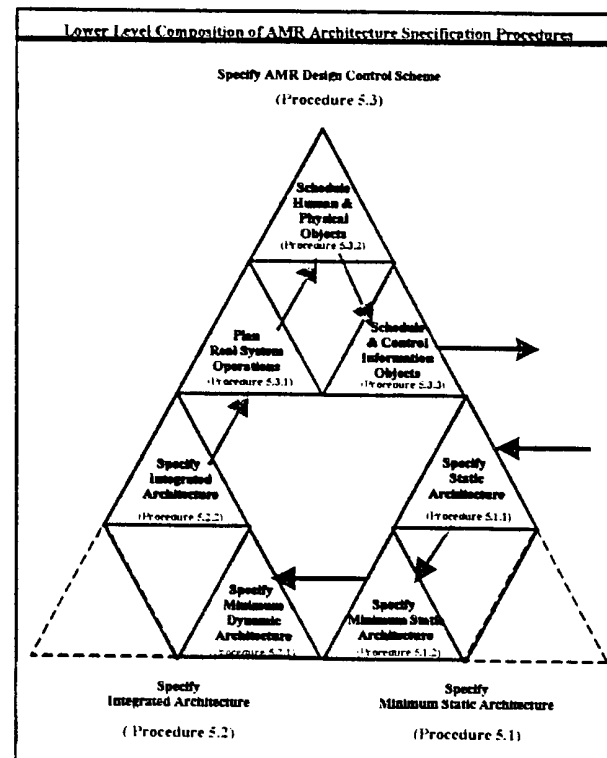 Lower Level Composition of AMR Architecture Specification Procedures
Specify AMR Design Control Scheme
(Procedure 5.3)
Schedule
Human &
Physical
Objects
(Procedure 5.3.2)
Plan
Real System
Operations
(Procedure 5.3.1)
Schedule
& Control
Information
Objects
(Procedure 5.3.3)
Specify
Integrated
Architecture
(Procedure 5.2.2)
Specify
Static
Architecture
(Procedure 5.1.1)
Specify
Minimum
Dynamic
Architecture
(Procedure 5.2.1)
Specify
Minimum Static
Architecture
(Procedure 5.1.2)
Specify
Integrated Architecture
( Procedure 5.2)
Specify
Minimum Static Architecture
( Procedure 5.1)